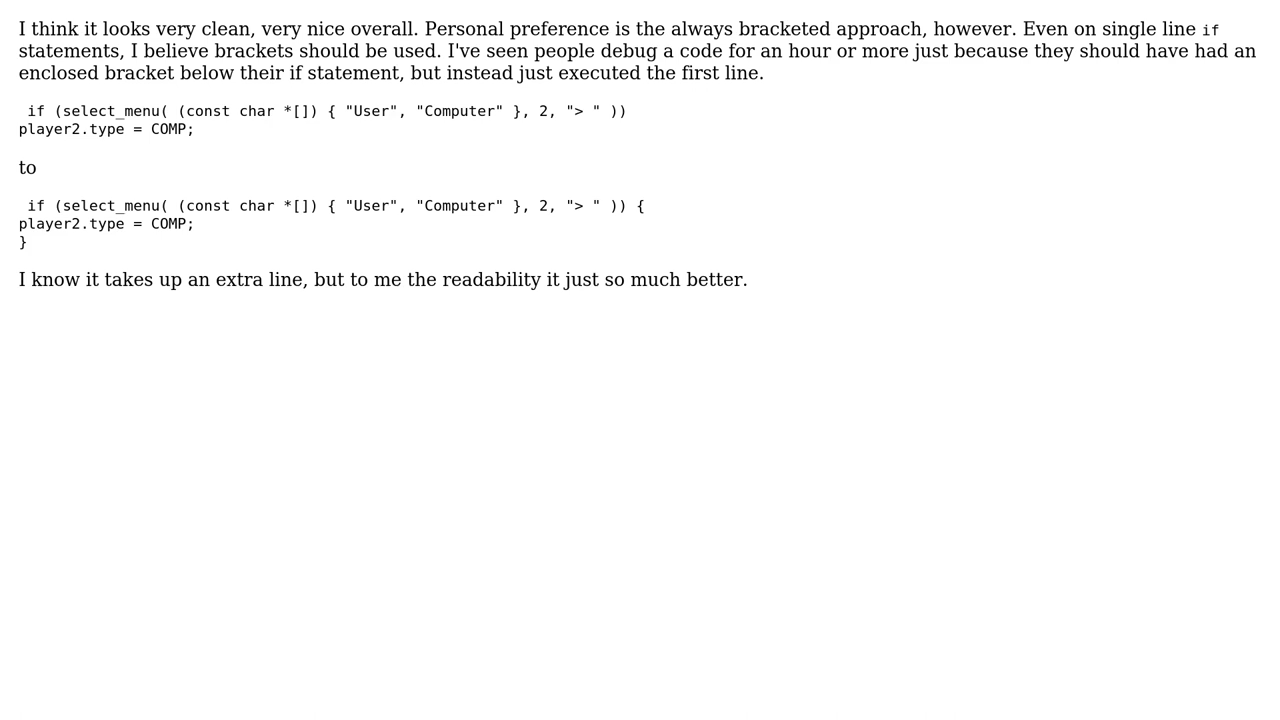 I think it looks very clean, very nice overall. Personal preference is the always bracketed approach, however. Even on single line if
statements, I believe brackets should be used. I've seen people debug a code for an hour or more just because they should have had an
enclosed bracket below their if statement, but instead just executed the first line.
if (select_menu( (const char *[]) { "User", "Computer" }, 2, "> " ))
player2.type = COMP;
to
if (select_menu( (const char *[]) { "User", "Computer" }, 2, "> " )) {
player2.type = COMP;
}
I know it takes up an extra line, but to me the readability it just so much better.